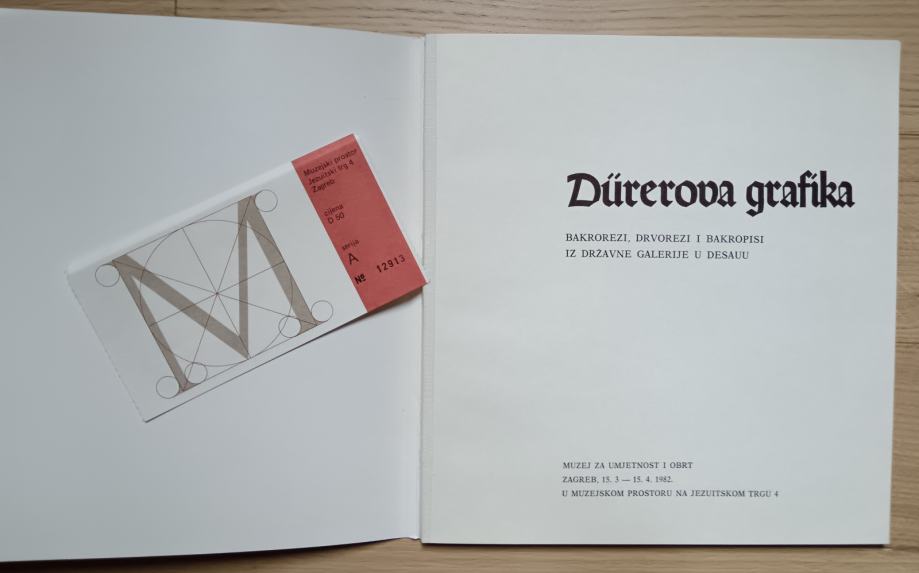 Muzejski prostor
Jezuitski trg 4
Zagreb
cijena
D 50
serija
A
№ 12913
M
Dürerova grafika
BAKROREZI, DRVOREZI I BAKROPISI
IZ DRŽAVNE GALERIJE U DESAUU
MUZEJ ZA UMJETNOST I OBRT
ZAGREB, 15. 3 — 15. 4. 1982.
U MUZEJSKOM PROSTORU NA JEZUITSKOM TRGU 4